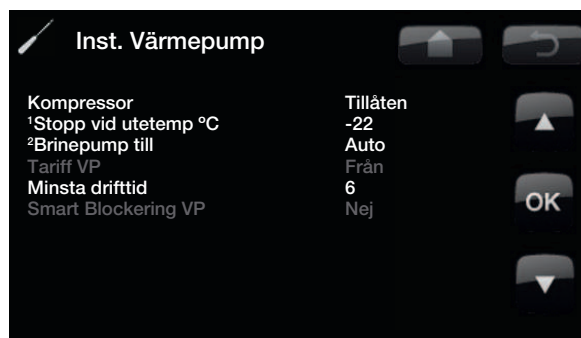 Inst. Värmepump
Kompressor Tillåten
¹Stopp vid utetemp ºC -22
²Brinepump till Auto
Tariff VP Från
Minsta drifttid 6
Smart Blockering VP Nej
OK